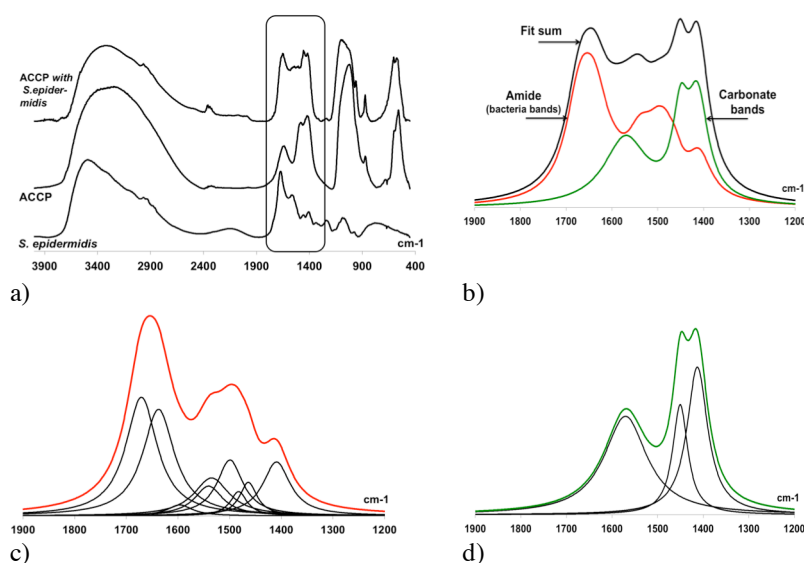 ACCP with
S.epider-
midis
ACCP
S. epidermidis
cm-1
3900 3400 2900 2400 1900 1400 900 400
a)
Fit sum
Amide
(bacteria bands)
Carbonate
bands
cm-1
1900 1800 1700 1600 1500 1400 1300 1200
b)
cm-1
1900 1800 1700 1600 1500 1400 1300 1200
c)
cm-1
1900 1800 1700 1600 1500 1400 1300 1200
d)